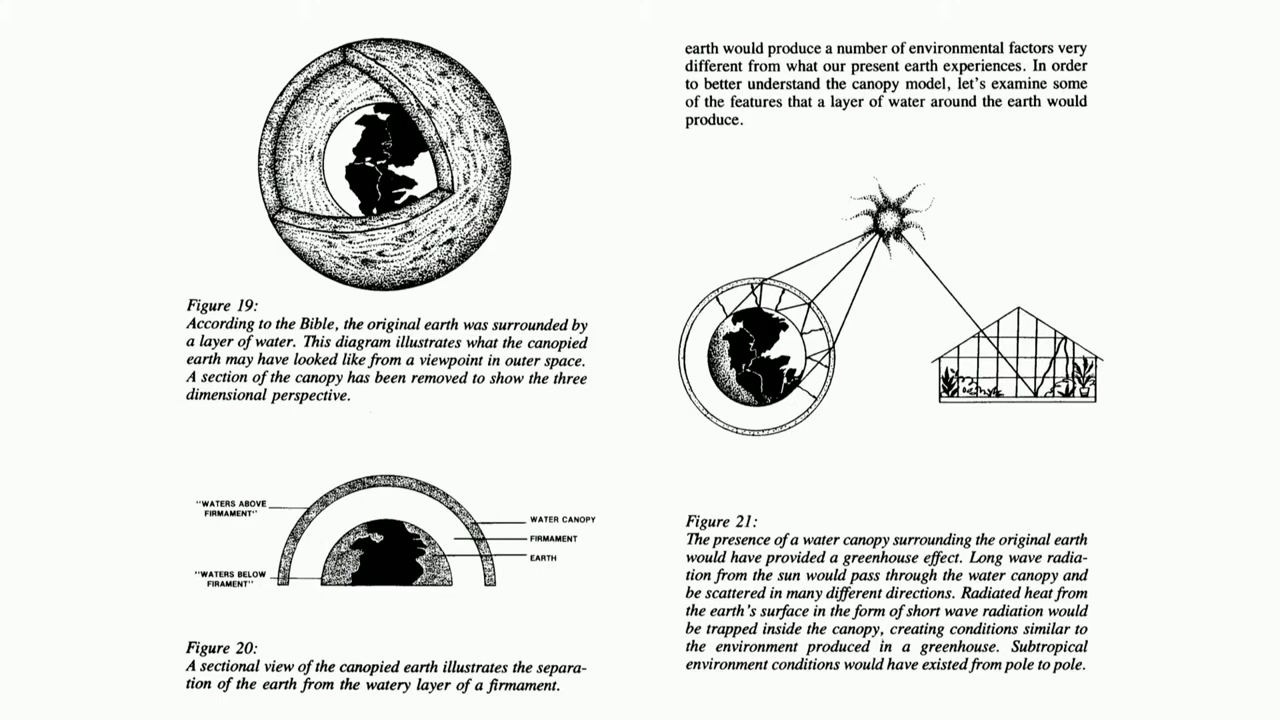 Figure 19:
According to the Bible, the original earth was surrounded by
a layer of water. This diagram illustrates what the canopied
earth may have looked like from a viewpoint in outer space.
A section of the canopy has been removed to show the three
dimensional perspective.
"WATERS ABOVE
FIRMAMENT"
WATER CANOPY
FIRMAMENT
EARTH
"WATERS BELOW
FIRAMENT"
Figure 20:
A sectional view of the canopied earth illustrates the separa-
tion of the earth from the watery layer of a firmament.
earth would produce a number of environmental factors very
different from what our present earth experiences. In order
to better understand the canopy model, let's examine some
of the features that a layer of water around the earth would
produce.
Figure 21:
The presence of a water canopy surrounding the original earth
would have provided a greenhouse effect. Long wave radia-
tion from the sun would pass through the water canopy and
be scattered in many different directions. Radiated heat from
the earth's surface in the form of short wave radiation would
be trapped inside the canopy, creating conditions similar to
the environment produced in a greenhouse. Subtropical
environment conditions would have existed from pole to pole.